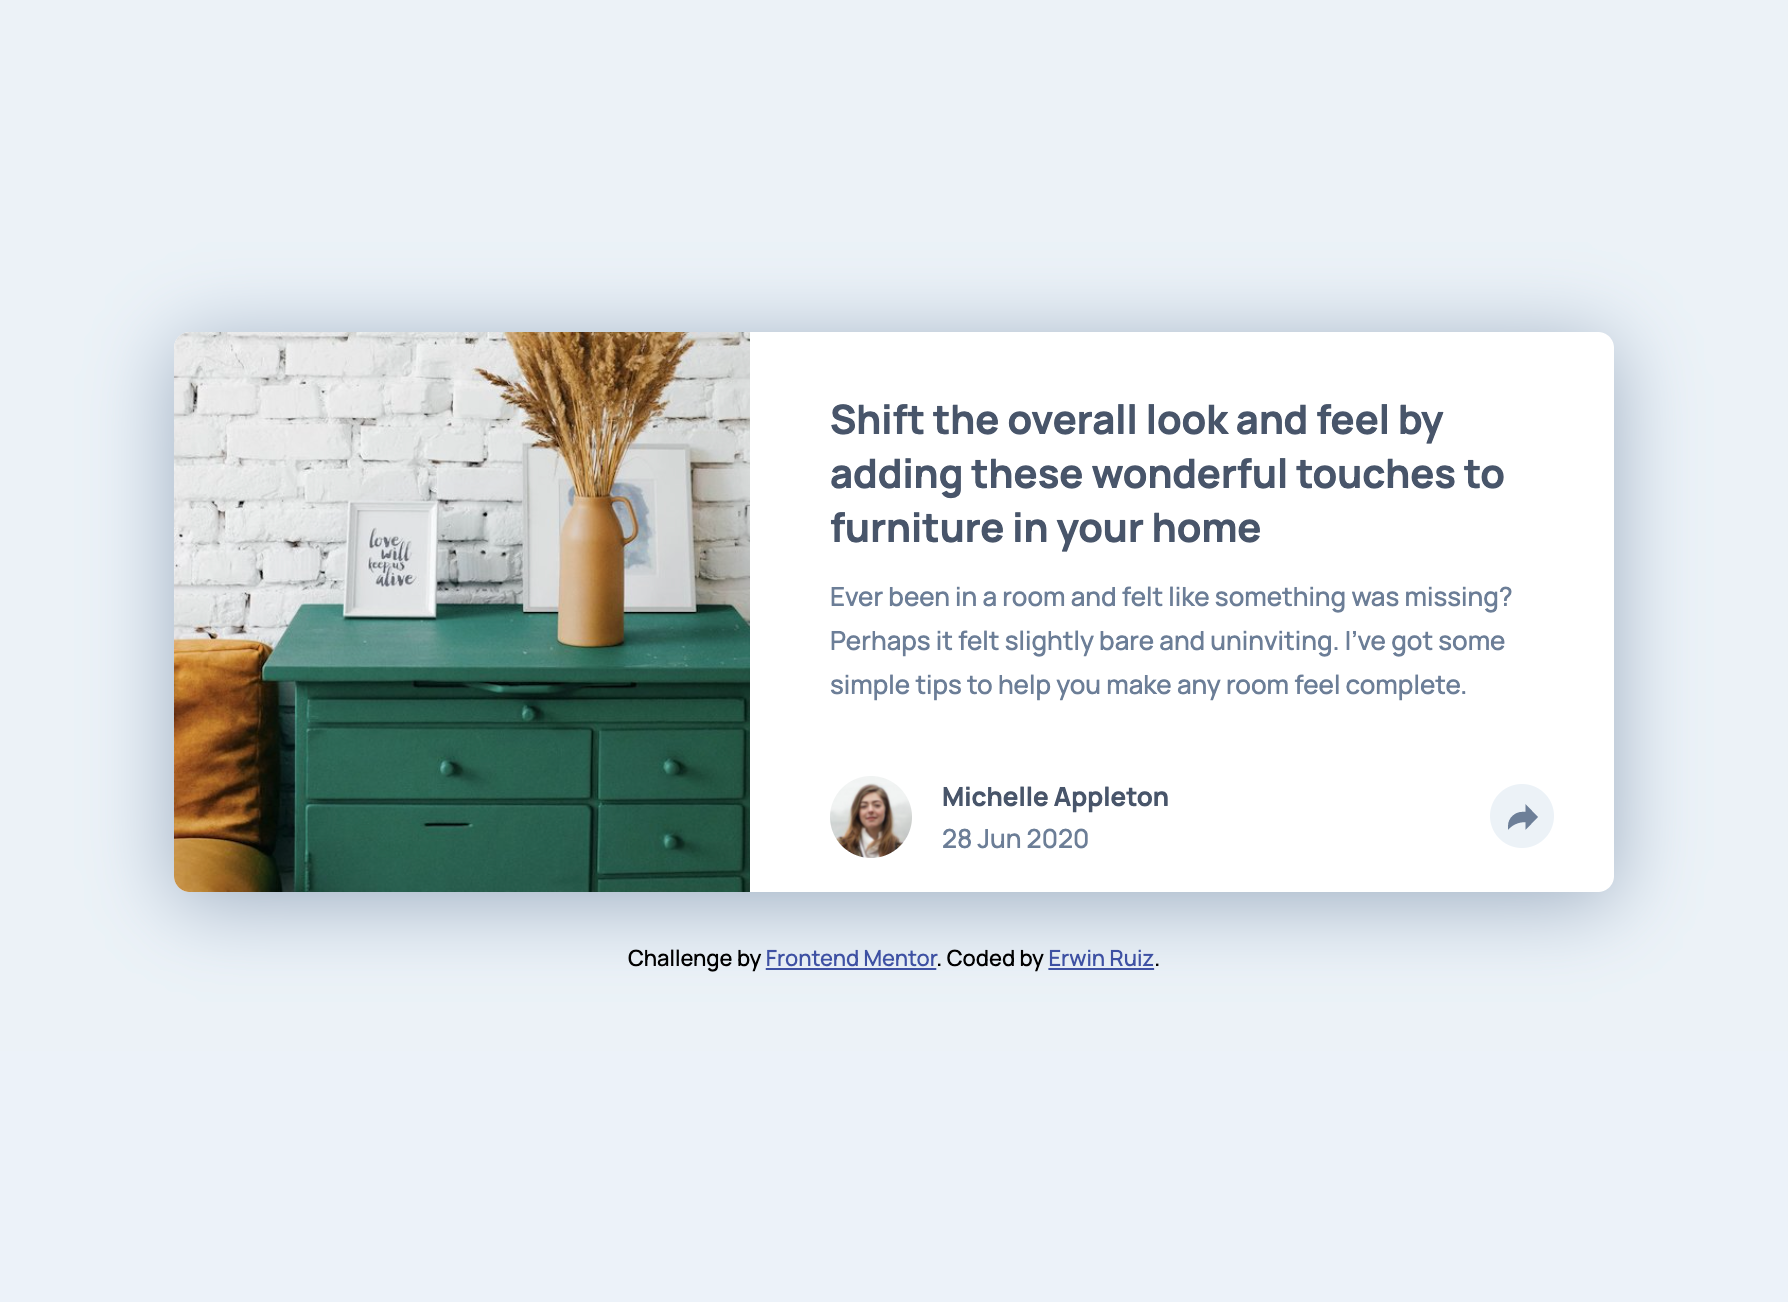 love
will
keep us
alive
Shift the overall look and feel by
adding these wonderful touches to
furniture in your home
Ever been in a room and felt like something was missing?
Perhaps it felt slightly bare and uninviting. I’ve got some
simple tips to help you make any room feel complete.
Michelle Appleton
28 Jun 2020
Challenge by Frontend Mentor. Coded by Erwin Ruiz.